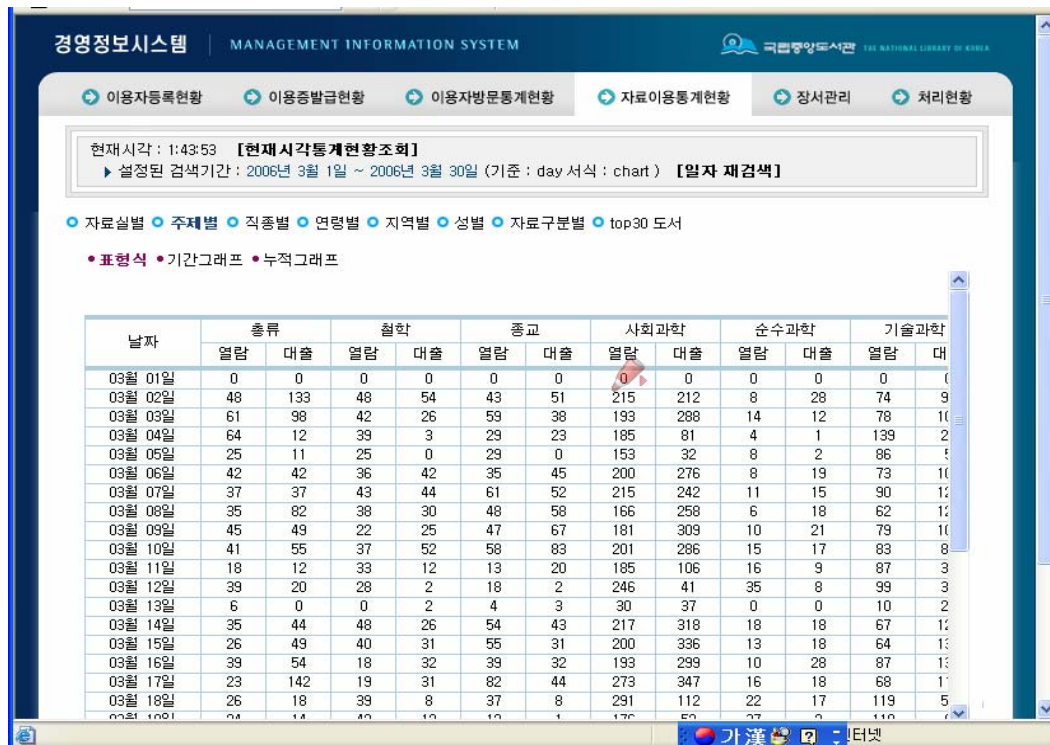 경영정보시스템 MANAGEMENT INFORMATION SYSTEM 국립중앙도서관 THE NATIONAL LIBRARY OF KOREA
이용자등록현황 이용증발급현황 이용자방문통계현황 자료이용통계현황 장서관리 처리현황
현재시각 : 1:43:53 [현재시각통계현황조회]
설정된 검색기간 : 2006년 3월 1일 ~ 2006년 3월 30일 (기준 : day 서식 : chart ) [일자 재검색]
자료실별 주제별 직종별 연령별 지역별 성별 자료구분별 top30 도서
표형식 기간그래프 누적그래프
날짜 총류 철학 종교 사회과학 순수과학 기술과학
열람 대출 열람 대출 열람 대출 열람 대출 열람 대출 열람 대
03월 01일 0 0 0 0 0 0 0 0 0 0 0
03월 02일 48 133 48 54 43 51 215 212 8 28 74 9
03월 03일 61 98 42 26 59 38 193 288 14 12 78 10
03월 04일 64 12 39 3 29 23 185 81 4 1 139 2
03월 05일 25 11 25 0 29 0 153 32 8 2 86
03월 06일 42 42 36 42 35 45 200 276 8 19 73 10
03월 07일 37 37 43 44 61 52 215 242 11 15 90 12
03월 08일 35 82 38 30 48 58 166 258 6 18 62 12
03월 09일 45 49 22 25 47 67 181 309 10 21 79 10
03월 10일 41 55 37 52 58 83 201 286 15 17 83 8
03월 11일 18 12 33 12 13 20 185 106 16 9 87 3
03월 12일 39 20 28 2 18 2 246 41 35 8 99 3
03월 13일 6 0 0 2 4 3 30 37 0 0 10 2
03월 14일 35 44 48 26 54 43 217 318 18 18 67 12
03월 15일 26 49 40 31 55 31 200 336 13 18 64 13
03월 16일 39 54 18 32 39 32 193 299 10 28 87 13
03월 17일 23 142 19 31 82 44 273 347 16 18 68 1
03월 18일 26 18 39 8 37 8 291 112 22 17 119 5
가 漢 터넷